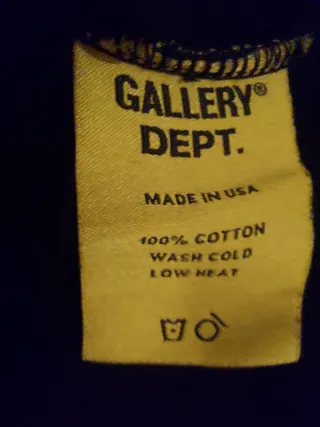 GALLERY®
DEPT.
MADE IN USA
100% COTTON
WASH COLD
LOW HEAT